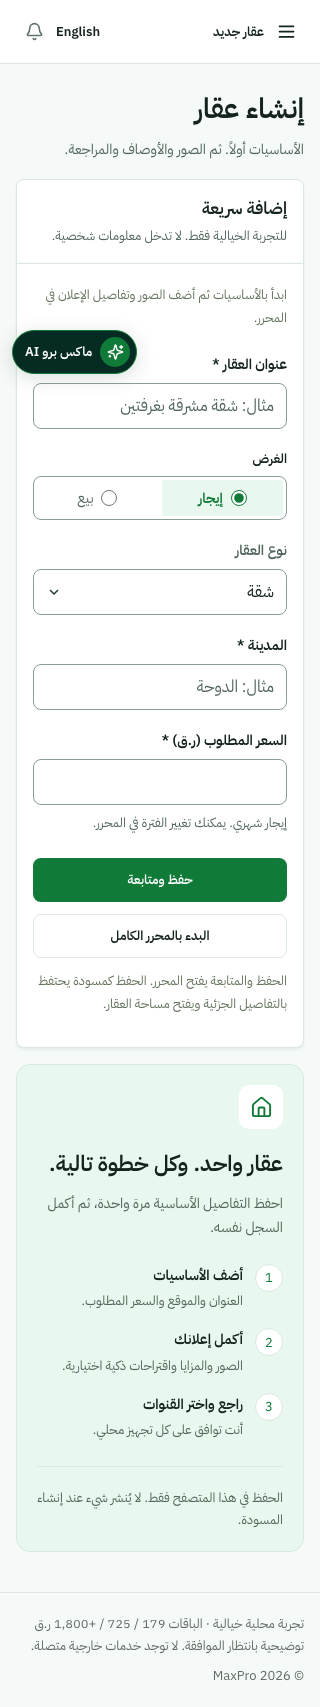 عقار جديد
English
إنشاء عقار
الأساسيات أولاً. ثم الصور والأوصاف والمراجعة.
إضافة سريعة
للتجربة الخيالية فقط. لا تدخل معلومات شخصية.
ابدأ بالأساسيات ثم أضف الصور وتفاصيل الإعلان في
المحرر.
ماكس برو AI
عنوان العقار *
مثال: شقة مشرقة بغرفتين
الغرض
إيجار
بيع
نوع العقار
شقة
المدينة *
مثال: الدوحة
السعر المطلوب (ر.ق) *
إيجار شهري. يمكنك تغيير الفترة في المحرر.
حفظ ومتابعة
البدء بالمحرر الكامل
الحفظ والمتابعة يفتح المحرر. الحفظ كمسودة يحتفظ
بالتفاصيل الجزئية ويفتح مساحة العقار.
عقار واحد. وكل خطوة تالية.
احفظ التفاصيل الأساسية مرة واحدة، ثم أكمل
السجل نفسه.
1
أضف الأساسيات
العنوان والموقع والسعر المطلوب.
2
أكمل إعلانك
الصور والمزايا واقتراحات ذكية اختيارية.
3
راجع واختر القنوات
أنت توافق على كل تجهيز محلي.
الحفظ في هذا المتصفح فقط. لا يُنشر شيء عند إنشاء
المسودة.
تجربة محلية خيالية · الباقات 179 / 725 / +1,800 ر.ق
توضيحية بانتظار الموافقة. لا توجد خدمات خارجية متصلة.
© 2026 MaxPro